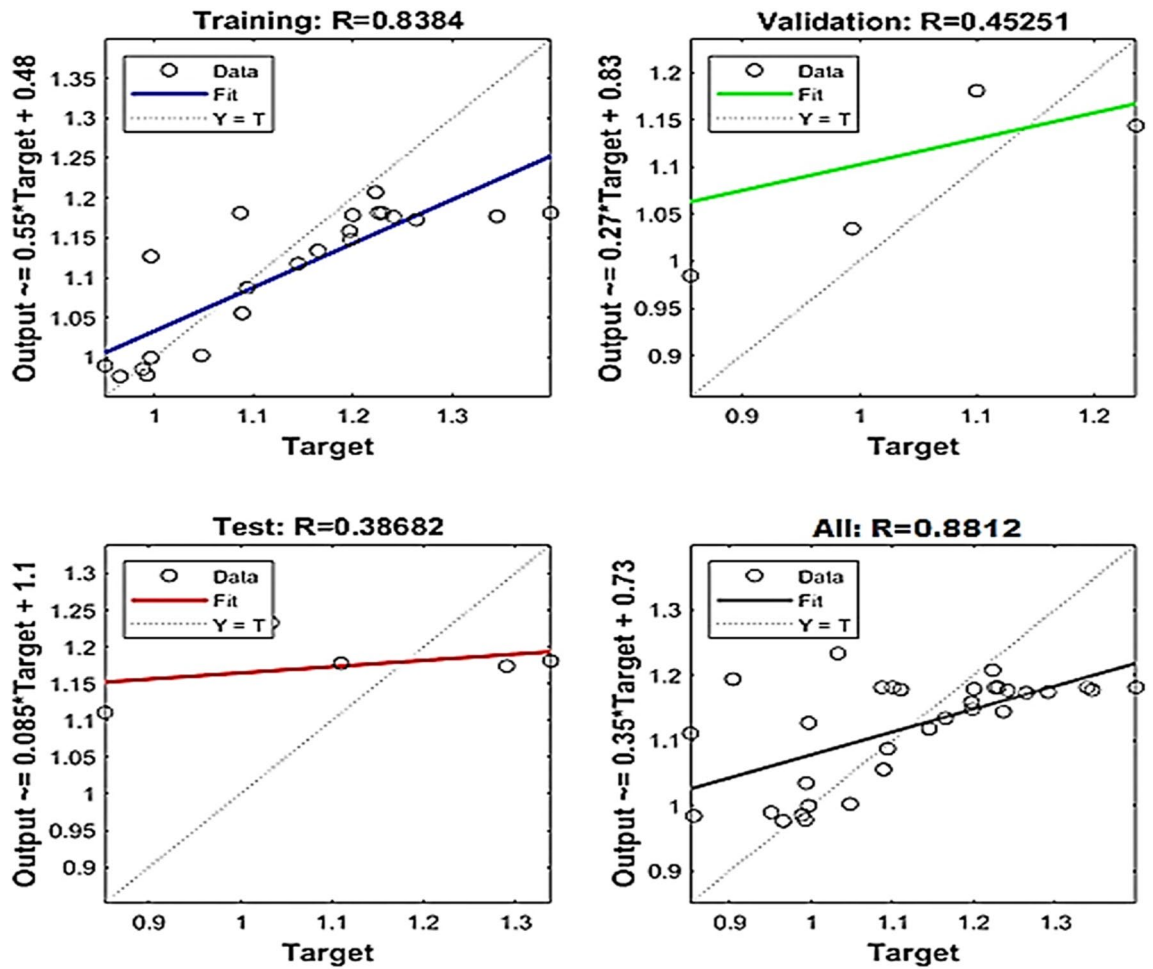 Training: R=0.8384
Output ~= 0.55*Target + 0.48
Data
Fit
Y = T
1.35
1.3
1.25
1.2
1.15
1.1
1.05
1
1 1.1 1.2 1.3
Target
Validation: R=0.45251
Output ~= 0.27*Target + 0.83
Data
Fit
Y = T
1.2
1.15
1.1
1.05
1
0.95
0.9
0.9 1 1.1 1.2
Target
Test: R=0.38682
Output ~= 0.085*Target + 1.1
Data
Fit
Y = T
1.3
1.25
1.2
1.15
1.1
1.05
1
0.95
0.9
0.9 1 1.1 1.2 1.3
Target
All: R=0.8812
Output ~= 0.35*Target + 0.73
Data
Fit
Y = T
1.3
1.2
1.1
1
0.9
0.9 1 1.1 1.2 1.3
Target